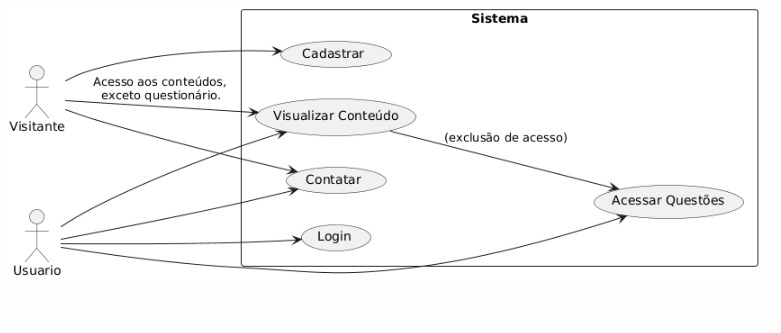 Sistema
Cadastrar
Acesso aos conteúdos,
exceto questionário.
Visitante
Visualizar Conteúdo
(exclusão de acesso)
Contatar
Acessar Questões
Login
Usuario